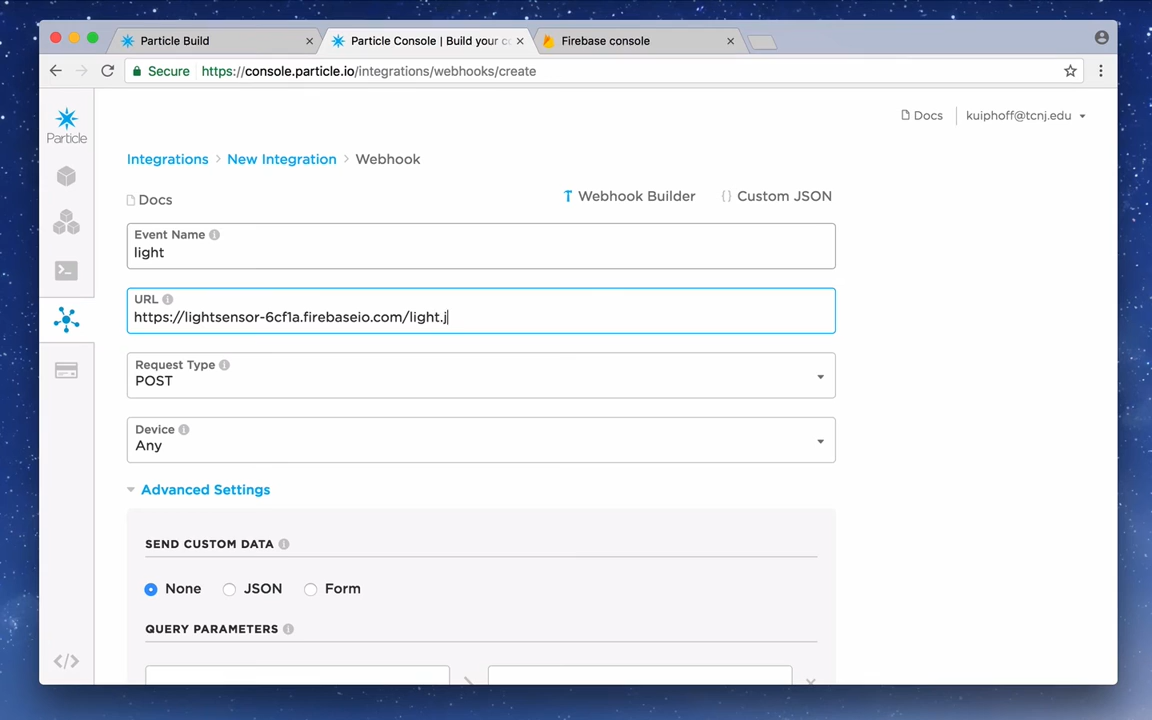 Particle Build
Particle Console | Build your co
Firebase console
Secure https://console.particle.io/integrations/webhooks/create
Particle
Docs
kuiphoff@tcnj.edu
Integrations > New Integration > Webhook
Docs
Webhook Builder
{ } Custom JSON
Event Name
light
URL
https://lightsensor-6cf1a.firebaseio.com/light.j
Request Type
POST
Device
Any
Advanced Settings
SEND CUSTOM DATA
None JSON Form
QUERY PARAMETERS